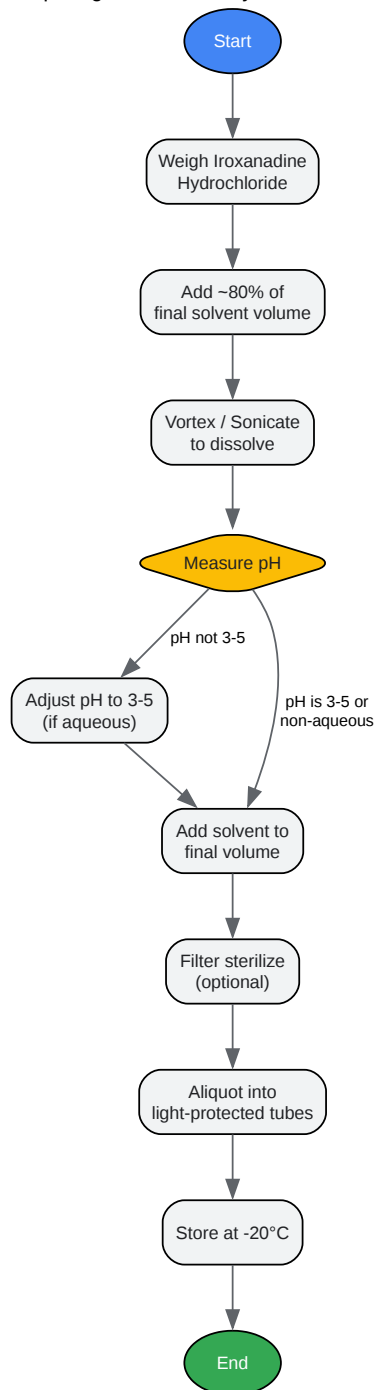 Start
Weigh Iroxanadine
Hydrochloride
Add ~80% of
final solvent volume
Vortex / Sonicate
to dissolve
Measure pH
pH not 3-5
Adjust pH to 3-5
(if aqueous)
pH is 3-5 or
non-aqueous
Add solvent to
final volume
Filter sterilize
(optional)
Aliquot into
light-protected tubes
Store at -20°C
End